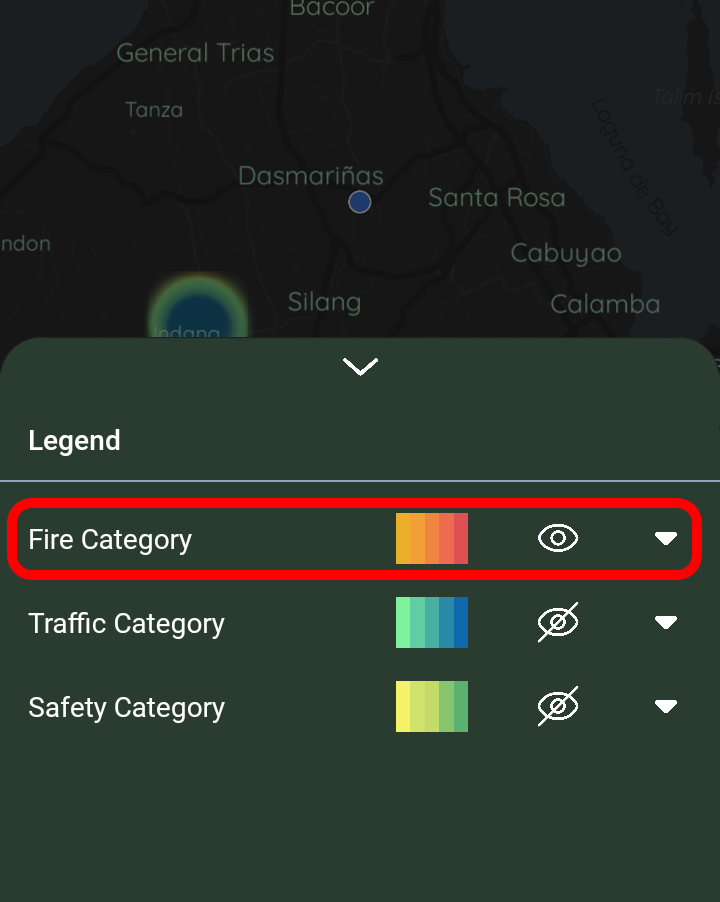 Bacoor
General Trias
Tanza
Talim Is
Laguna de Bay
Dasmariñas
Santa Rosa
ndon
Cabuyao
Silang
Calamba
Indang
Legend
Fire Category
Traffic Category
Safety Category